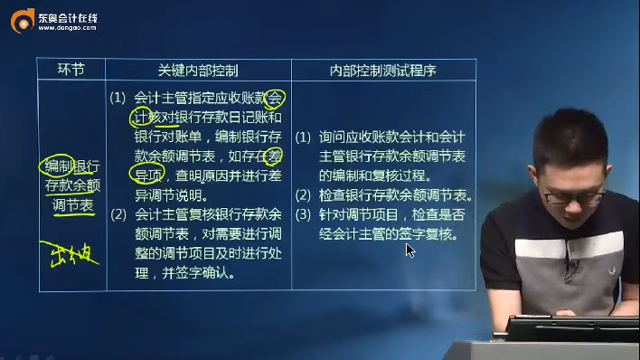 东奥会计在线
www.dongao.com
环节
关键内部控制
内部控制测试程序
编制银行
存款余额
调节表
出纳
(1) 会计主管指定应收账款会
计核对银行存款日记账和
银行对账单，编制银行存
款余额调节表，如存在差
异项，查明原因并进行差
异调节说明。
(2) 会计主管复核银行存款余
额调节表，对需要进行调
整的调节项目及时进行处
理，并签字确认。
(1) 询问应收账款会计和会计
主管银行存款余额调节表
的编制和复核过程。
(2) 检查银行存款余额调节表。
(3) 针对调节项目，检查是否
经会计主管的签字复核。